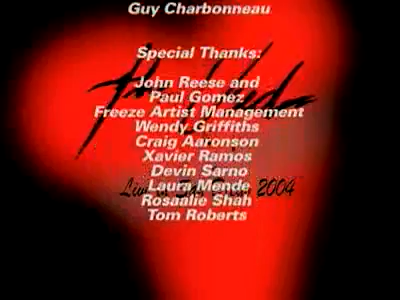 Guy Charbonneau
Special Thanks:
John Reese and
Paul Gomez
Freeze Artist Management
Wendy Griffiths
Craig Aaronson
Xavier Ramos
Devin Sarno
Laura Mende
Rosaalie Shah
Tom Roberts
2004